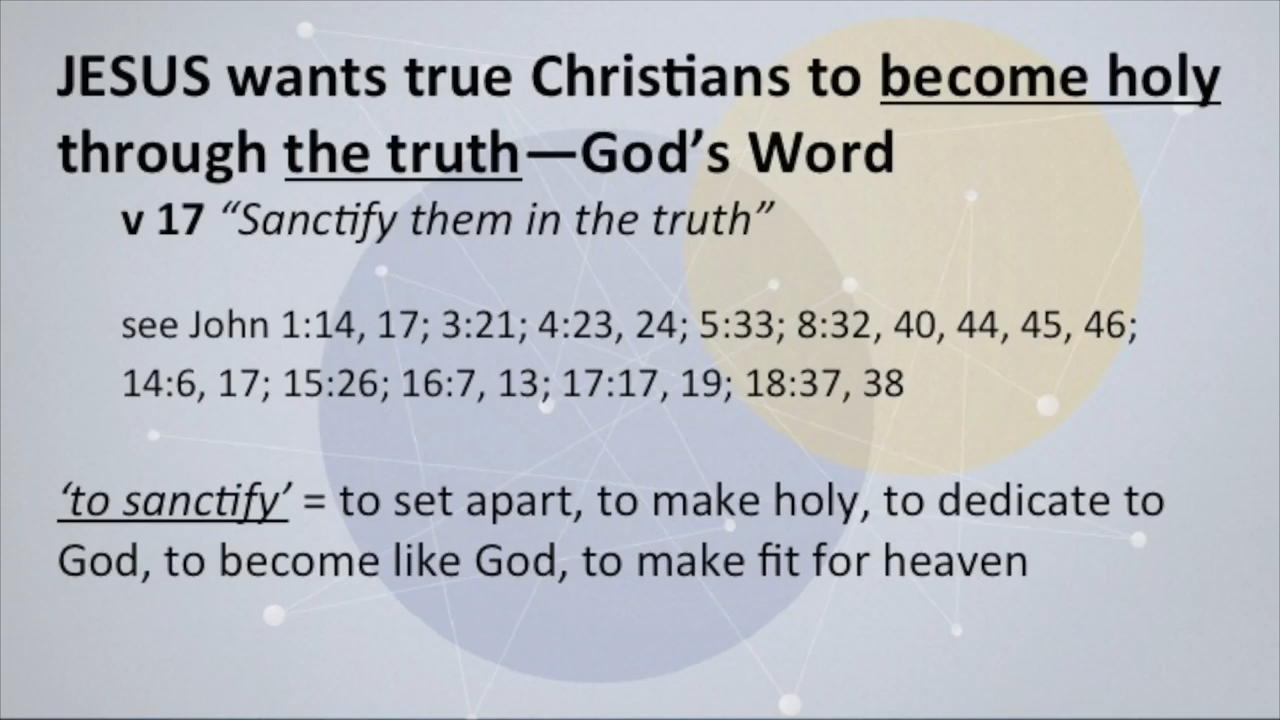 JESUS wants true Christians to become holy
through the truth—God’s Word
v 17 “Sanctify them in the truth”
see John 1:14, 17; 3:21; 4:23, 24; 5:33; 8:32, 40, 44, 45, 46;
14:6, 17; 15:26; 16:7, 13; 17:17, 19; 18:37, 38
‘to sanctify’ = to set apart, to make holy, to dedicate to
God, to become like God, to make fit for heaven